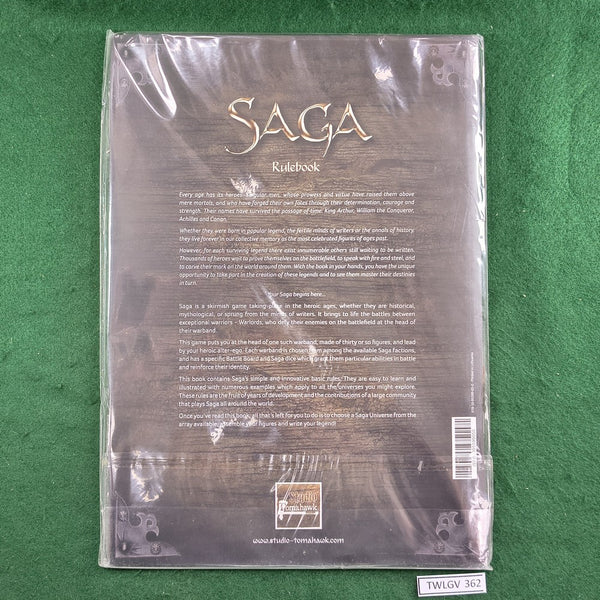 SAGA
Rulebook
Every age has its heroes: singular men, whose prowess and virtue have raised them above
mere mortals, and who have forged their own fates through their determination, courage and
strength. Their names have survived the passage of time: King Arthur, William the Conqueror,
Achilles and Conan.
Whether they were born in popular legend, the fertile minds of writers or the annals of history
they live forever in our collective memory as the most celebrated figures of ages past.
However, for each surviving legend there exist innumerable others still waiting to be written.
Thousands of heroes wait to prove themselves on the battlefield, to speak with fire and steel, and
to carve their mark on the world around them. With the book in your hands, you have the unique
opportunity to take part in the creation of these legends and to see them master their destinies
in turn.
Your Saga begins here...
Saga is a skirmish game taking place in the heroic ages, whether they are historical,
mythological, or sprung from the minds of writers. It brings to life the battles between
exceptional warriors - Warlords, who defy their enemies on the battlefield at the head of
their warband.
This game puts you at the head of one such warband, made of thirty or so figures, and lead
by your heroic alter-ego. Each warband is chosen from among the available Saga factions,
and has a specific Battle Board and Saga dice which grant them particular abilities in battle
and reinforce their identity.
This book contains Saga's simple and innovative basic rules. They are easy to learn and
illustrated with numerous examples which apply to all the universes you might explore.
These rules are the fruit of years of development and the contributions of a large community
that plays Saga all around the world.
Once you've read this book, all that's left for you to do is to choose a Saga Universe from the
array available, assemble your figures and write your legend!
Studio
Tomahawk
www.studio-tomahawk.com
TWLGV 362